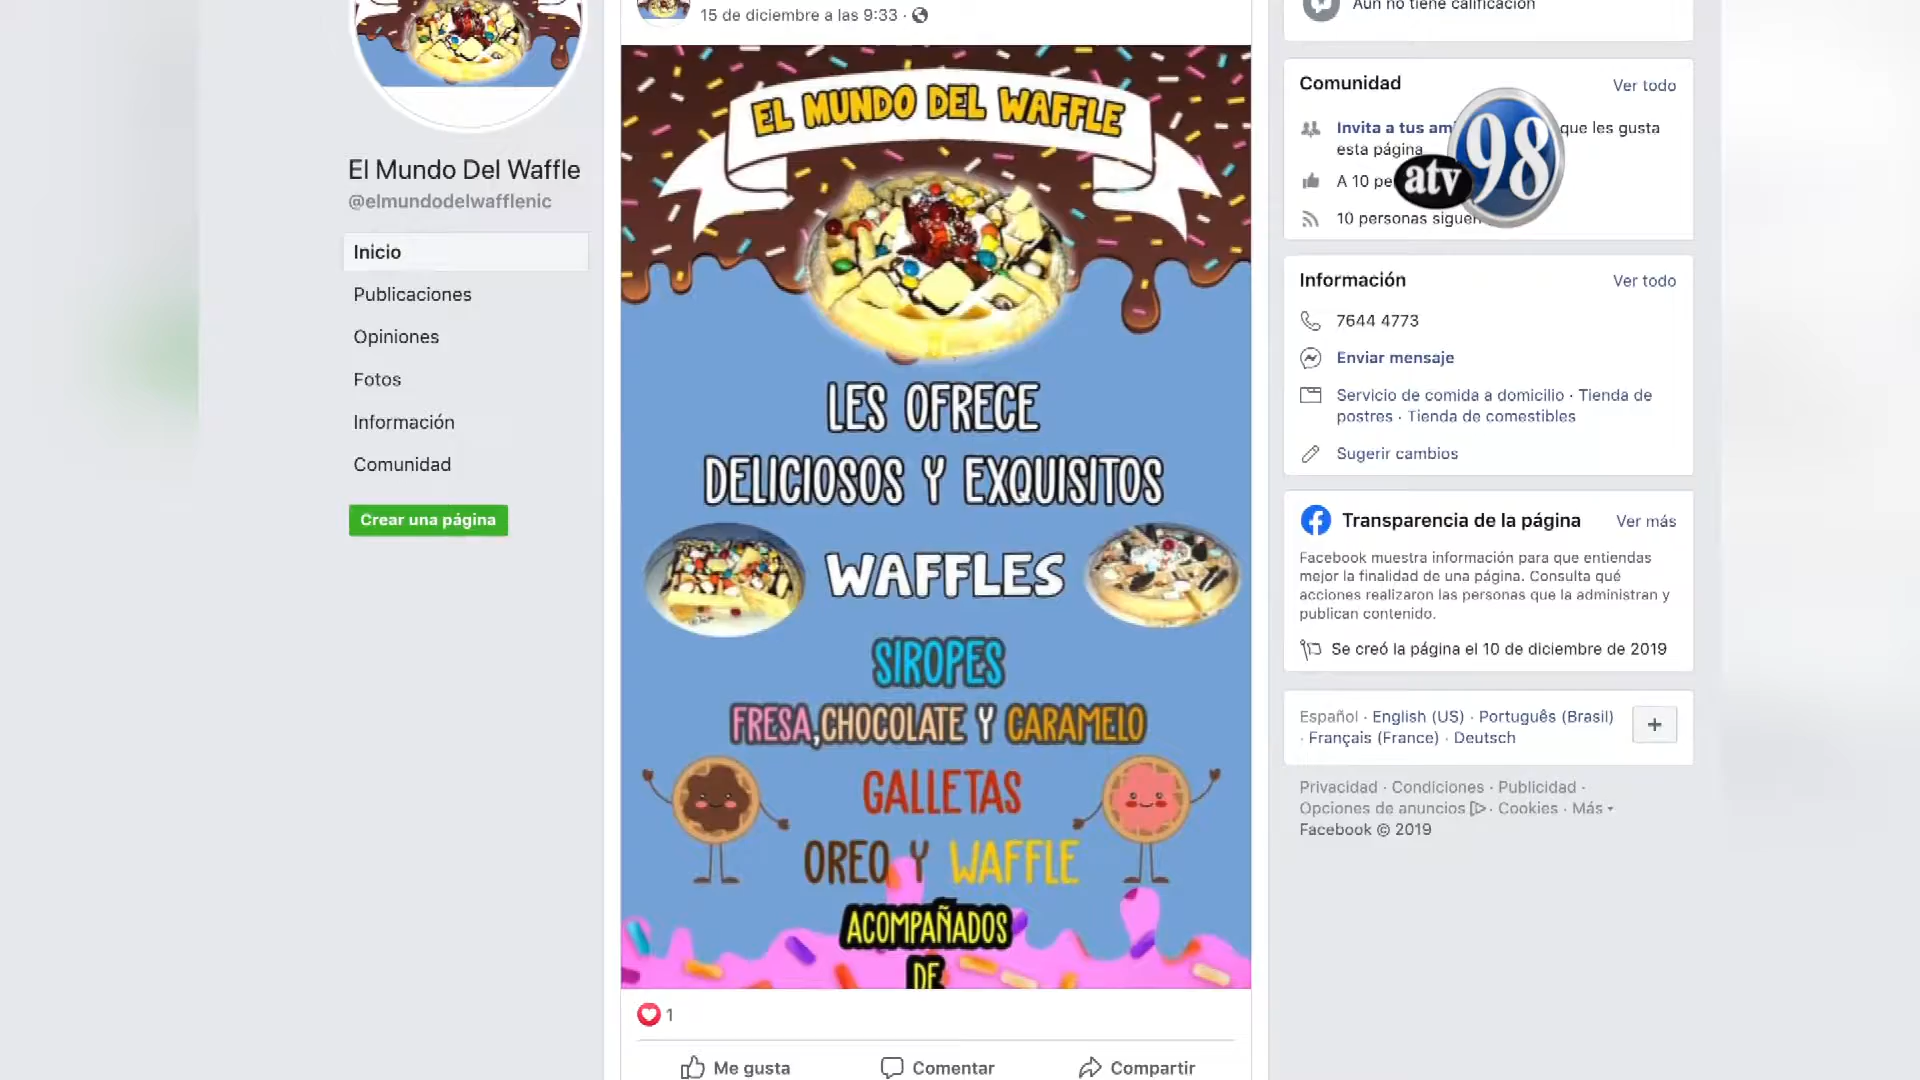 El Mundo Del Waffle
@elmundodelwafflenic
Inicio
Publicaciones
Opiniones
Fotos
Información
Comunidad
Crear una página
15 de diciembre a las 9:33 ·
EL MUNDO DEL WAFFLE
LES OFRECE
DELICIOSOS Y EXQUISITOS
WAFFLES
SIROPES
FRESA,CHOCOLATE Y CARAMELO
GALLETAS
OREO Y WAFFLE
ACOMPAÑADOS
DE
1
Me gusta
Comentar
Compartir
Aún no tiene calificación
Comunidad
Ver todo
Invita a tus que les gusta
esta página
A 10
10 personas siguen
atv 98
Información
Ver todo
7644 4773
Enviar mensaje
Servicio de comida a domicilio · Tienda de
postres · Tienda de comestibles
Sugerir cambios
Transparencia de la página
Ver más
Facebook muestra información para que entiendas
mejor la finalidad de una página. Consulta qué
acciones realizaron las personas que la administran y
publican contenido.
Se creó la página el 10 de diciembre de 2019
Español · English (US) · Português (Brasil)
· Français (France) · Deutsch
+
Privacidad · Condiciones · Publicidad ·
Opciones de anuncios · Cookies · Más
Facebook © 2019